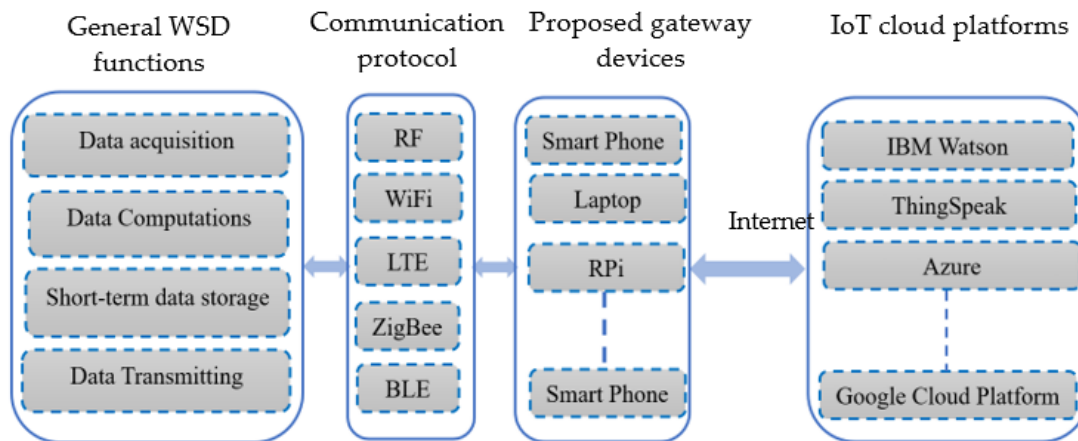 General WSD
functions
Data acquisition
Data Computations
Short-term data storage
Data Transmitting
Communication
protocol
RF
WiFi
LTE
ZigBee
BLE
Proposed gateway
devices
Smart Phone
Laptop
RPi
Smart Phone
Internet
IoT cloud platforms
IBM Watson
ThingSpeak
Azure
Google Cloud Platform